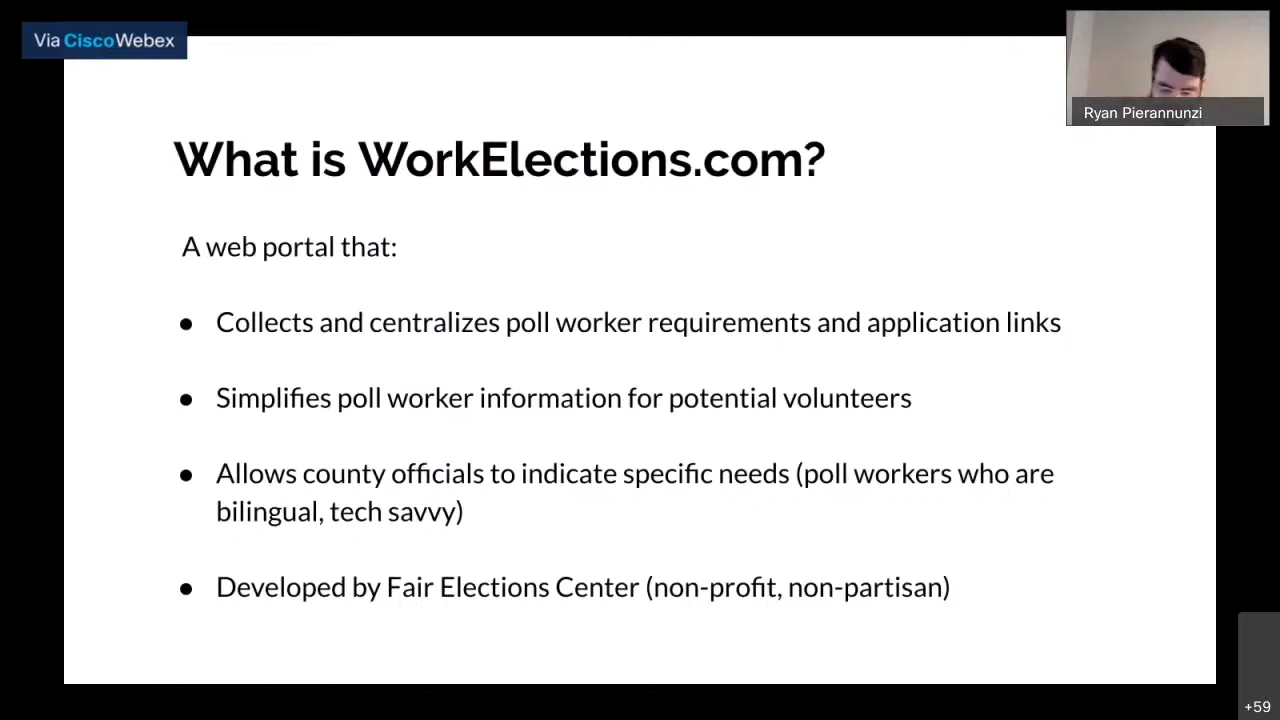 Via CiscoWebex
Ryan Pierannunzi
What is WorkElections.com?
A web portal that:
● Collects and centralizes poll worker requirements and application links
● Simplifies poll worker information for potential volunteers
● Allows county officials to indicate specific needs (poll workers who are
bilingual, tech savvy)
● Developed by Fair Elections Center (non-profit, non-partisan)
+59